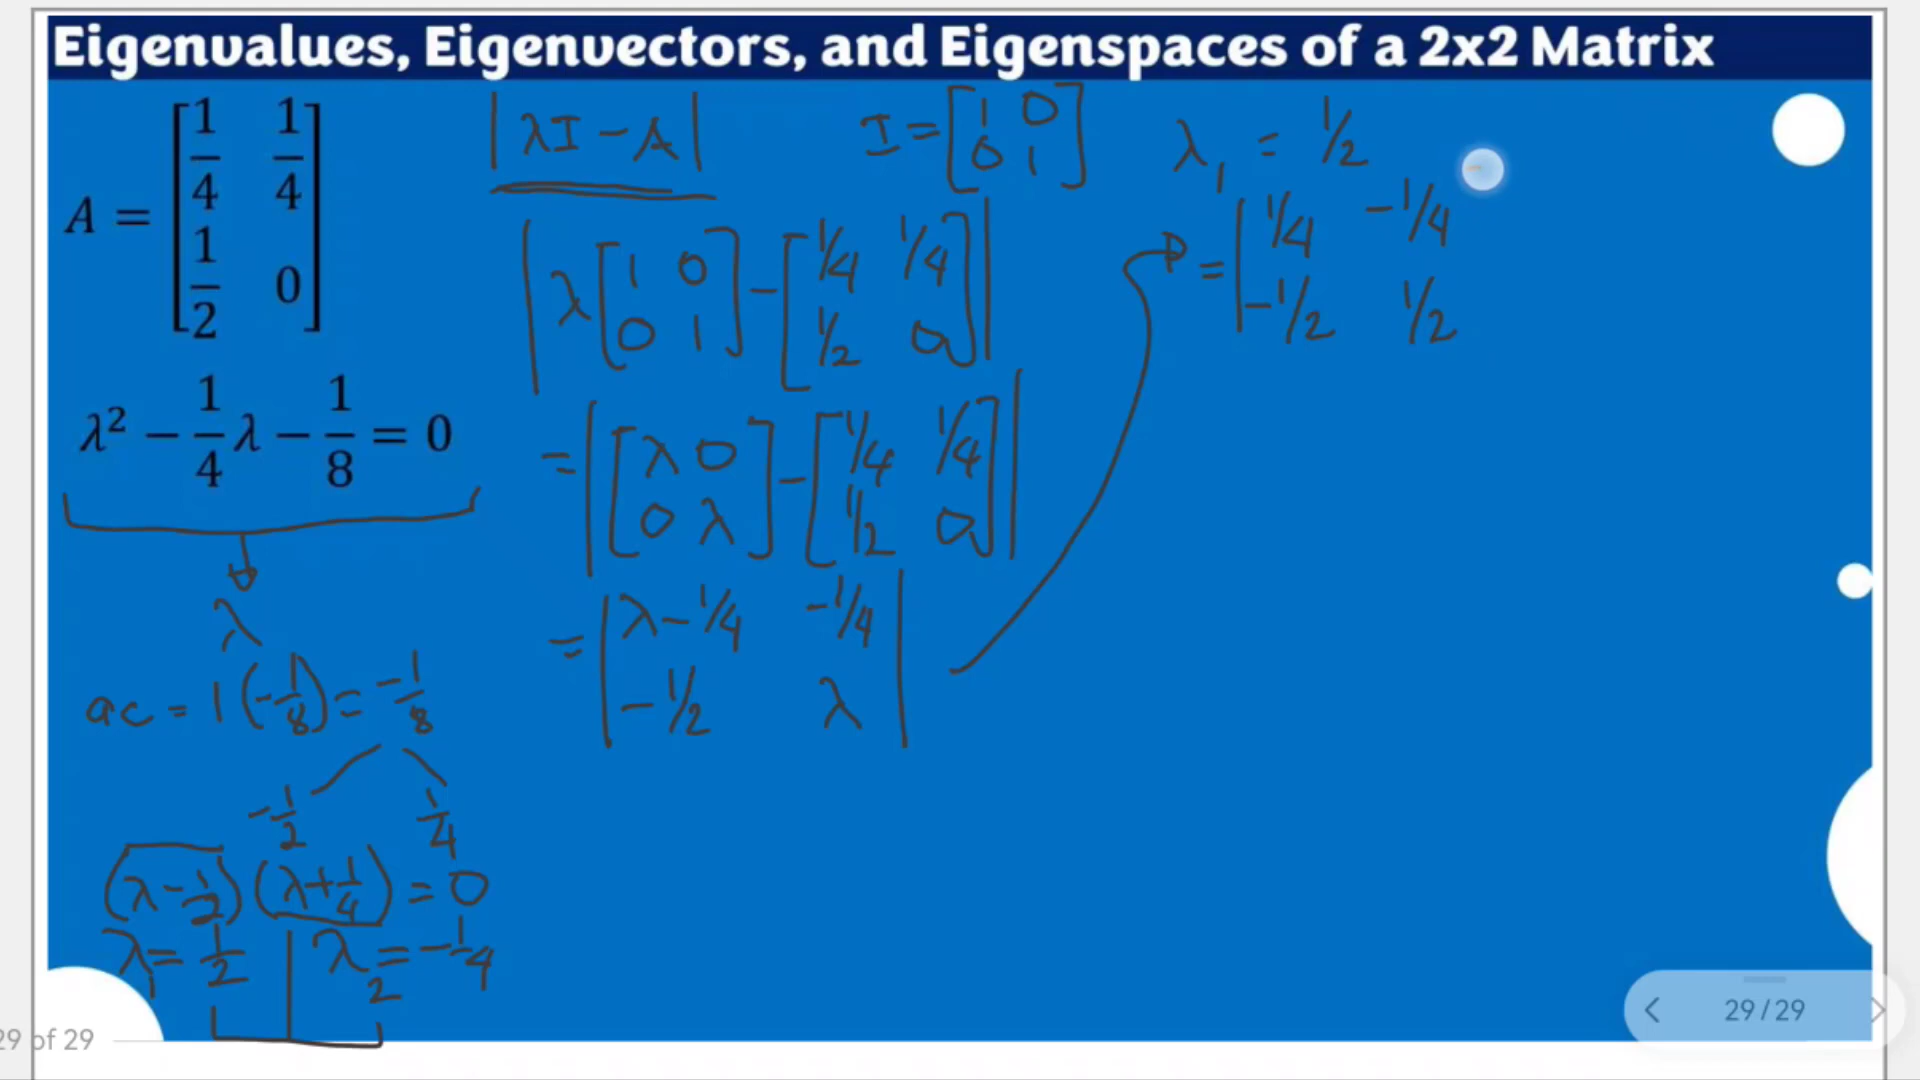 Eigenvalues, Eigenvectors, and Eigenspaces of a 2x2 Matrix
A = [1/4 1/4
1/2 0]
λ² − 1/4 λ − 1/8 = 0
λ
ac = 1(-1/8) = -1/8
-1/2 1/4
(λ-1/2)(λ+1/4) = 0
λ₁ = 1/2 | λ₂ = -1/4
|λI - A|
I = [1 0
0 1]
|λ[1 0
0 1] - [1/4 1/4
1/2 0]|
= |[λ 0
0 λ] - [1/4 1/4
1/2 0]|
= |λ-1/4 -1/4
-1/2 λ|
λ₁ = 1/2
= |1/4 -1/4
-1/2 1/2
29/29
29 of 29